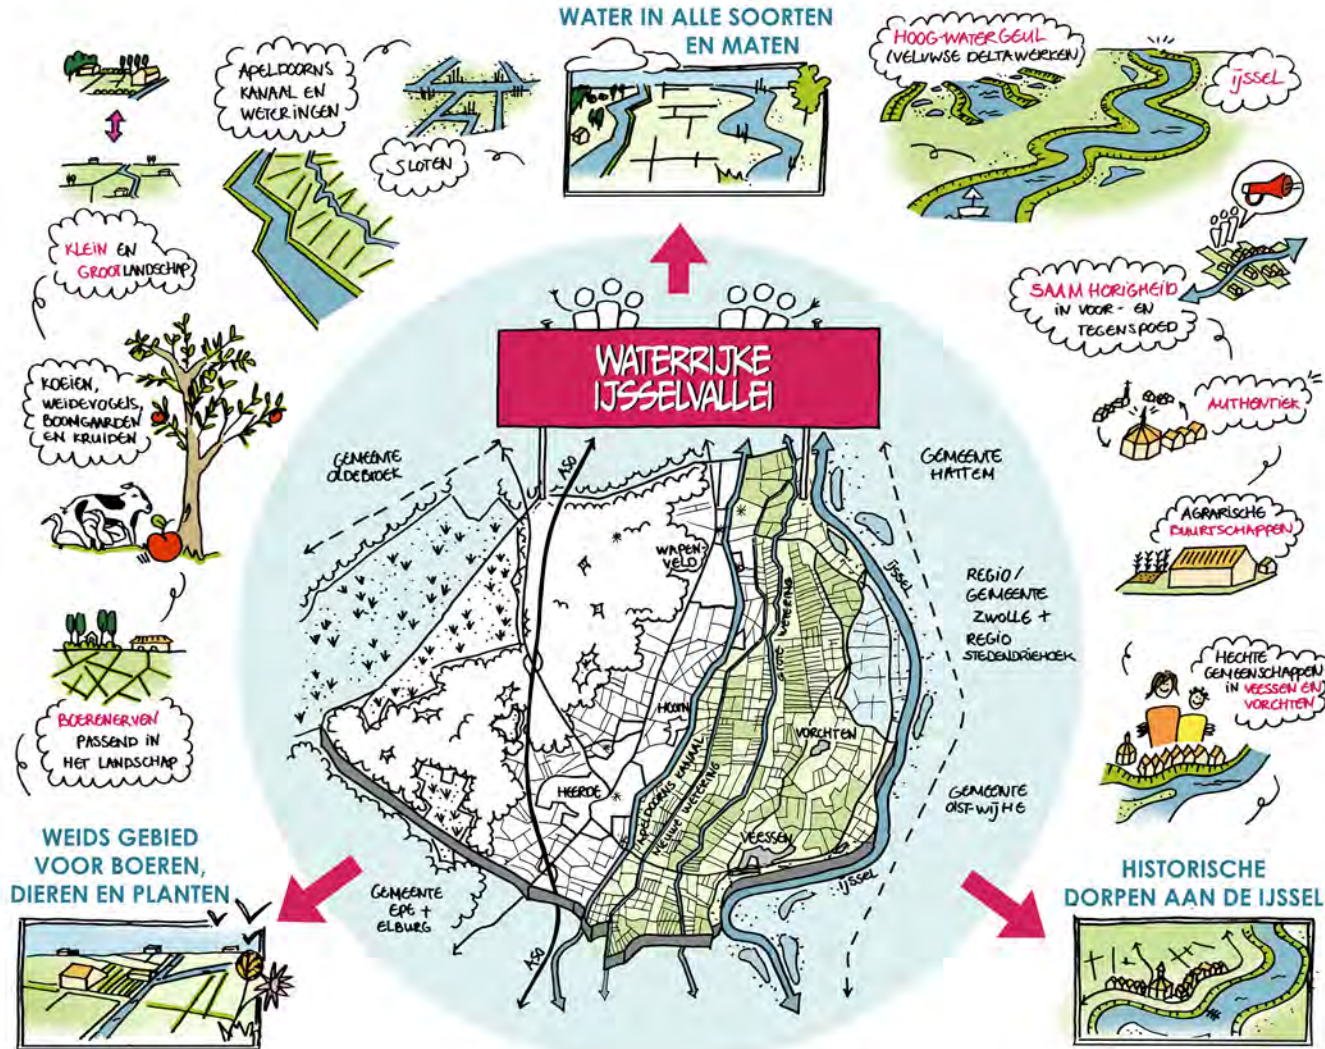 WATER IN ALLE SOORTEN
EN MATEN
APELDOORNS
KANAAL EN
WETERINGEN
SLOTEN
HOOG-WATERGEUL
(VELUWSE DELTAWERKEN)
IJSSEL
KLEIN EN
GROOT LANDSCHAP
SAAMHORIGHEID
IN VOOR- EN
TEGENSPOED
WATERRIJKE
IJSSELVALLEI
KOEIEN,
WEIDEVOGELS,
BOOMGAARDEN
EN KRUIDEN
AUTHENTIEK
GEMEENTE
OLDEBROEK
A50
GEMEENTE
HATTEM
AGRARISCHE
BUURTSCHAPPEN
WAPEN-
VELD
IJSSEL
GROTE WETERING
REGIO/
GEMEENTE
ZWOLLE +
REGIO
STEDENDRIEHOEK
HECHTE
GEMEENSCHAPPEN
IN VEESSEN EN
VORCHTEN
BOERENERVEN
PASSEND IN
HET LANDSCHAP
HOORN
VORCHTEN
HEERDE
APELDOORNS KANAAL
NIEUWE WETERING
VEESSEN
GEMEENTE
OLST-WIJHE
IJSSEL
GEMEENTE
EPE +
ELBURG
A50
WEIDS GEBIED
VOOR BOEREN,
DIEREN EN PLANTEN
HISTORISCHE
DORPEN AAN DE IJSSEL